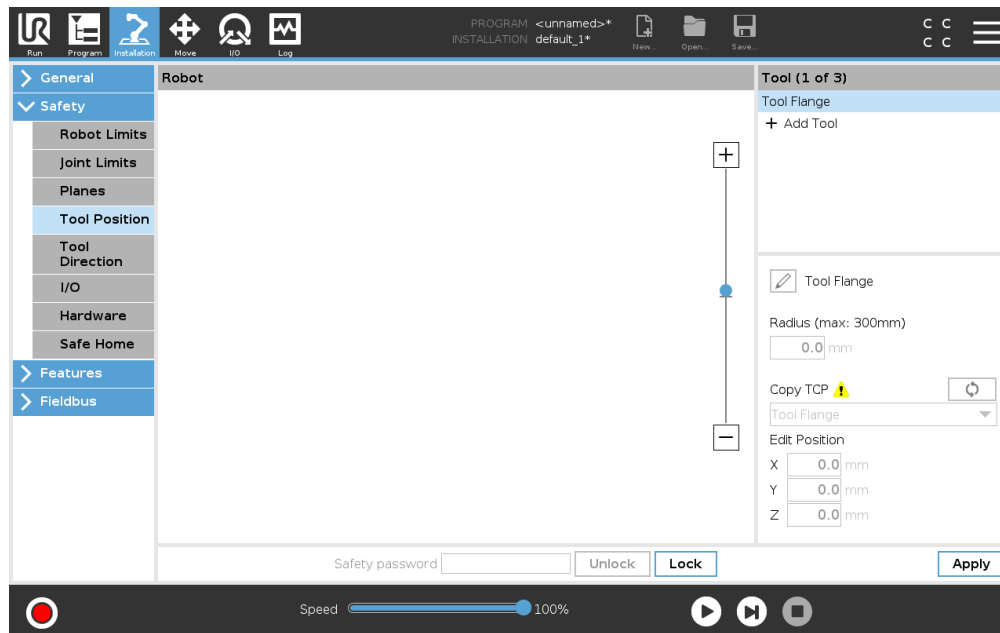 PROGRAM <unnamed>*
INSTALLATION default_1*
Run Program Installation Move I/O Log New... Open... Save...
C C
C C
General
Safety
Robot Limits
Joint Limits
Planes
Tool Position
Tool
Direction
I/O
Hardware
Safe Home
Features
Fieldbus
Robot
Tool (1 of 3)
Tool Flange
+ Add Tool
Tool Flange
Radius (max: 300mm)
0.0 mm
Copy TCP
Tool Flange
Edit Position
X 0.0 mm
Y 0.0 mm
Z 0.0 mm
Safety password Unlock Lock Apply
Speed 100%